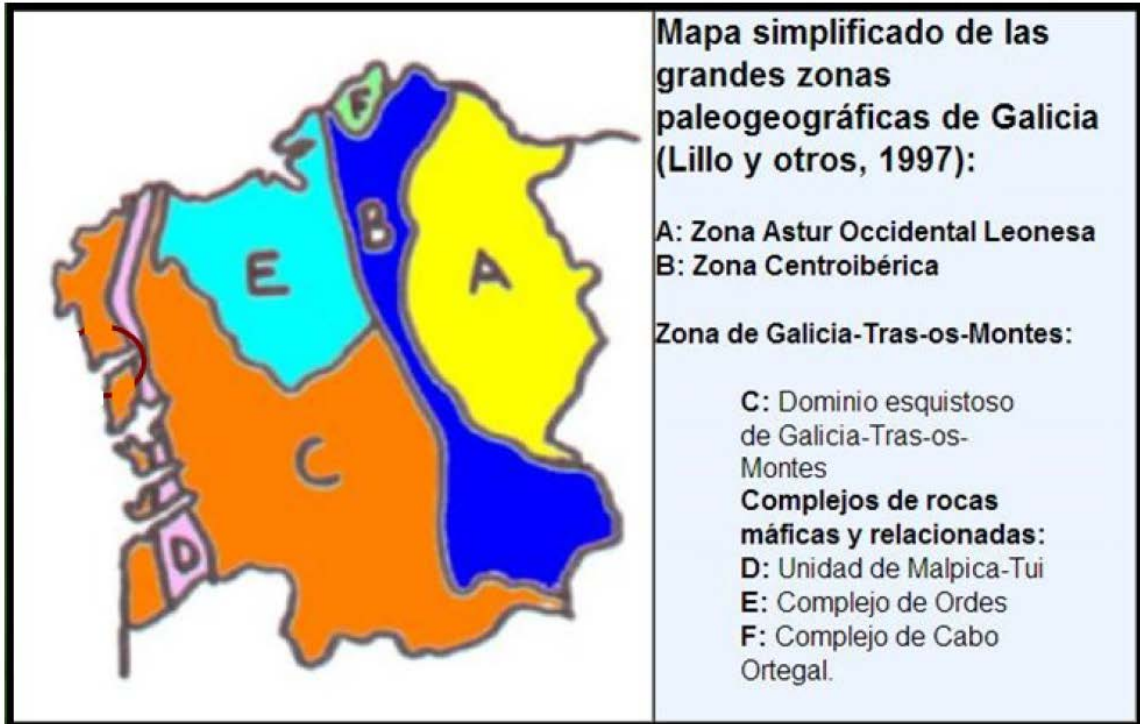 Mapa simplificado de las
grandes zonas
paleogeográficas de Galicia
(Lillo y otros, 1997):
A: Zona Astur Occidental Leonesa
B: Zona Centroibérica
Zona de Galicia-Tras-os-Montes:
C: Dominio esquistoso
de Galicia-Tras-os-
Montes
Complejos de rocas
máficas y relacionadas:
D: Unidad de Malpica-Tui
E: Complejo de Ordes
F: Complejo de Cabo
Ortegal.
F
B
E
A
C
D